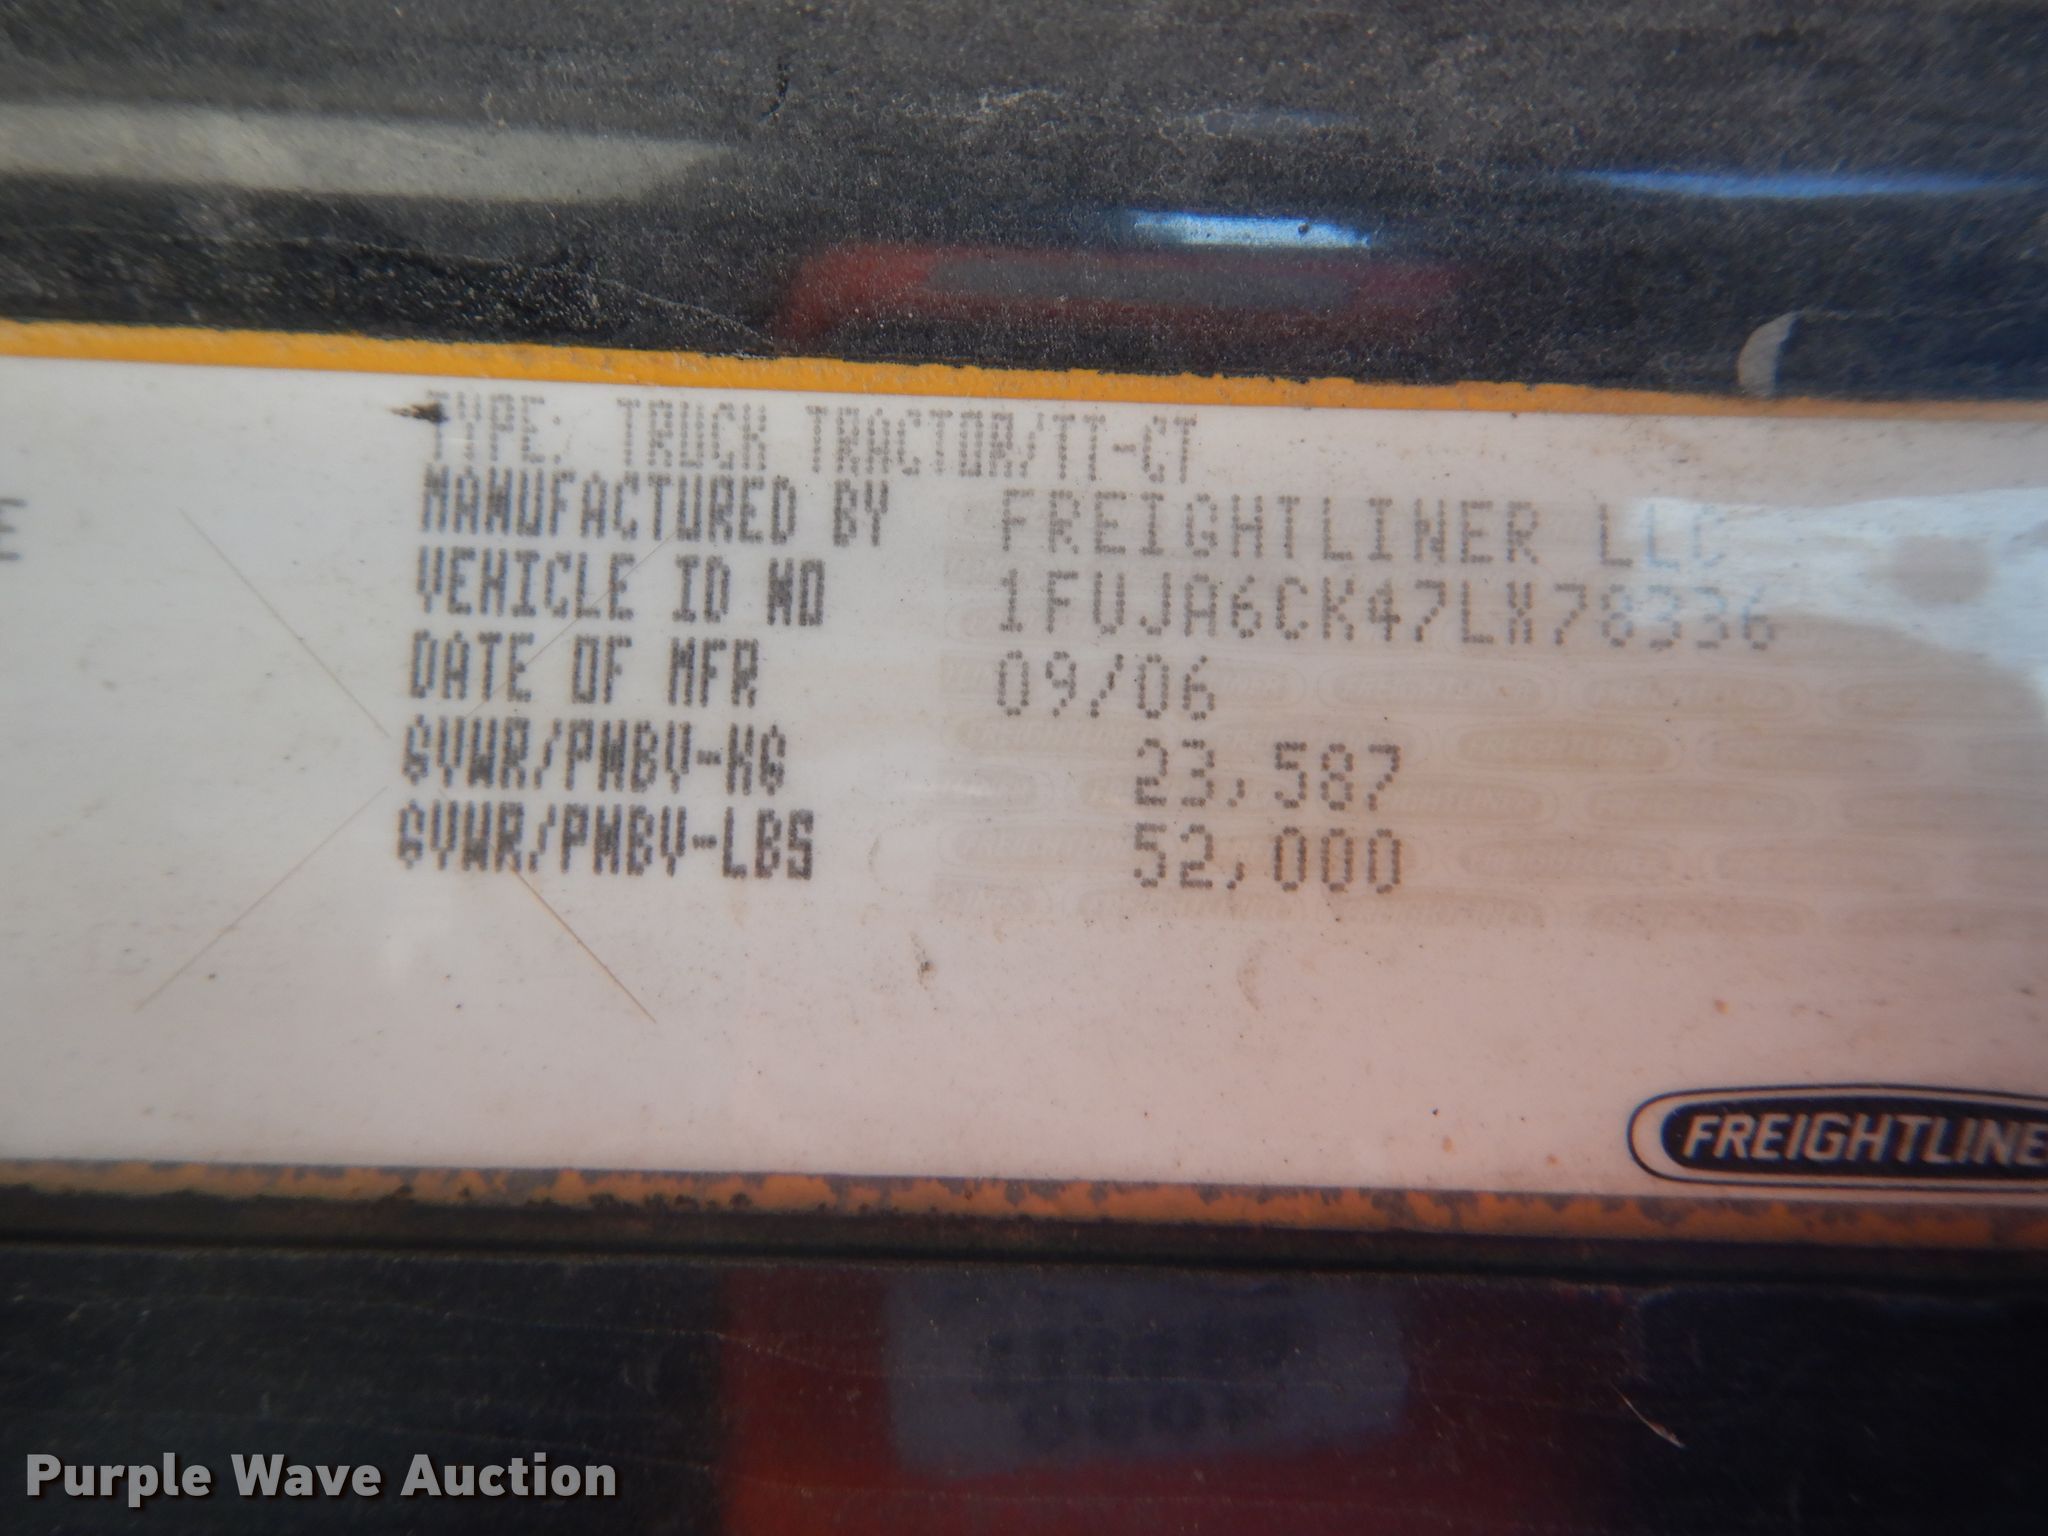 TYPE: TRUCK TRACTOR/TT-CT
MANUFACTURED BY FREIGHTLINER LLC
VEHICLE ID NO 1FUJA6CK47LX78336
DATE OF MFR 09/06
GVWR/PNBV-KG 23,587
GVWR/PNBV-LBS 52,000
FREIGHTLINE
Purple Wave Auction